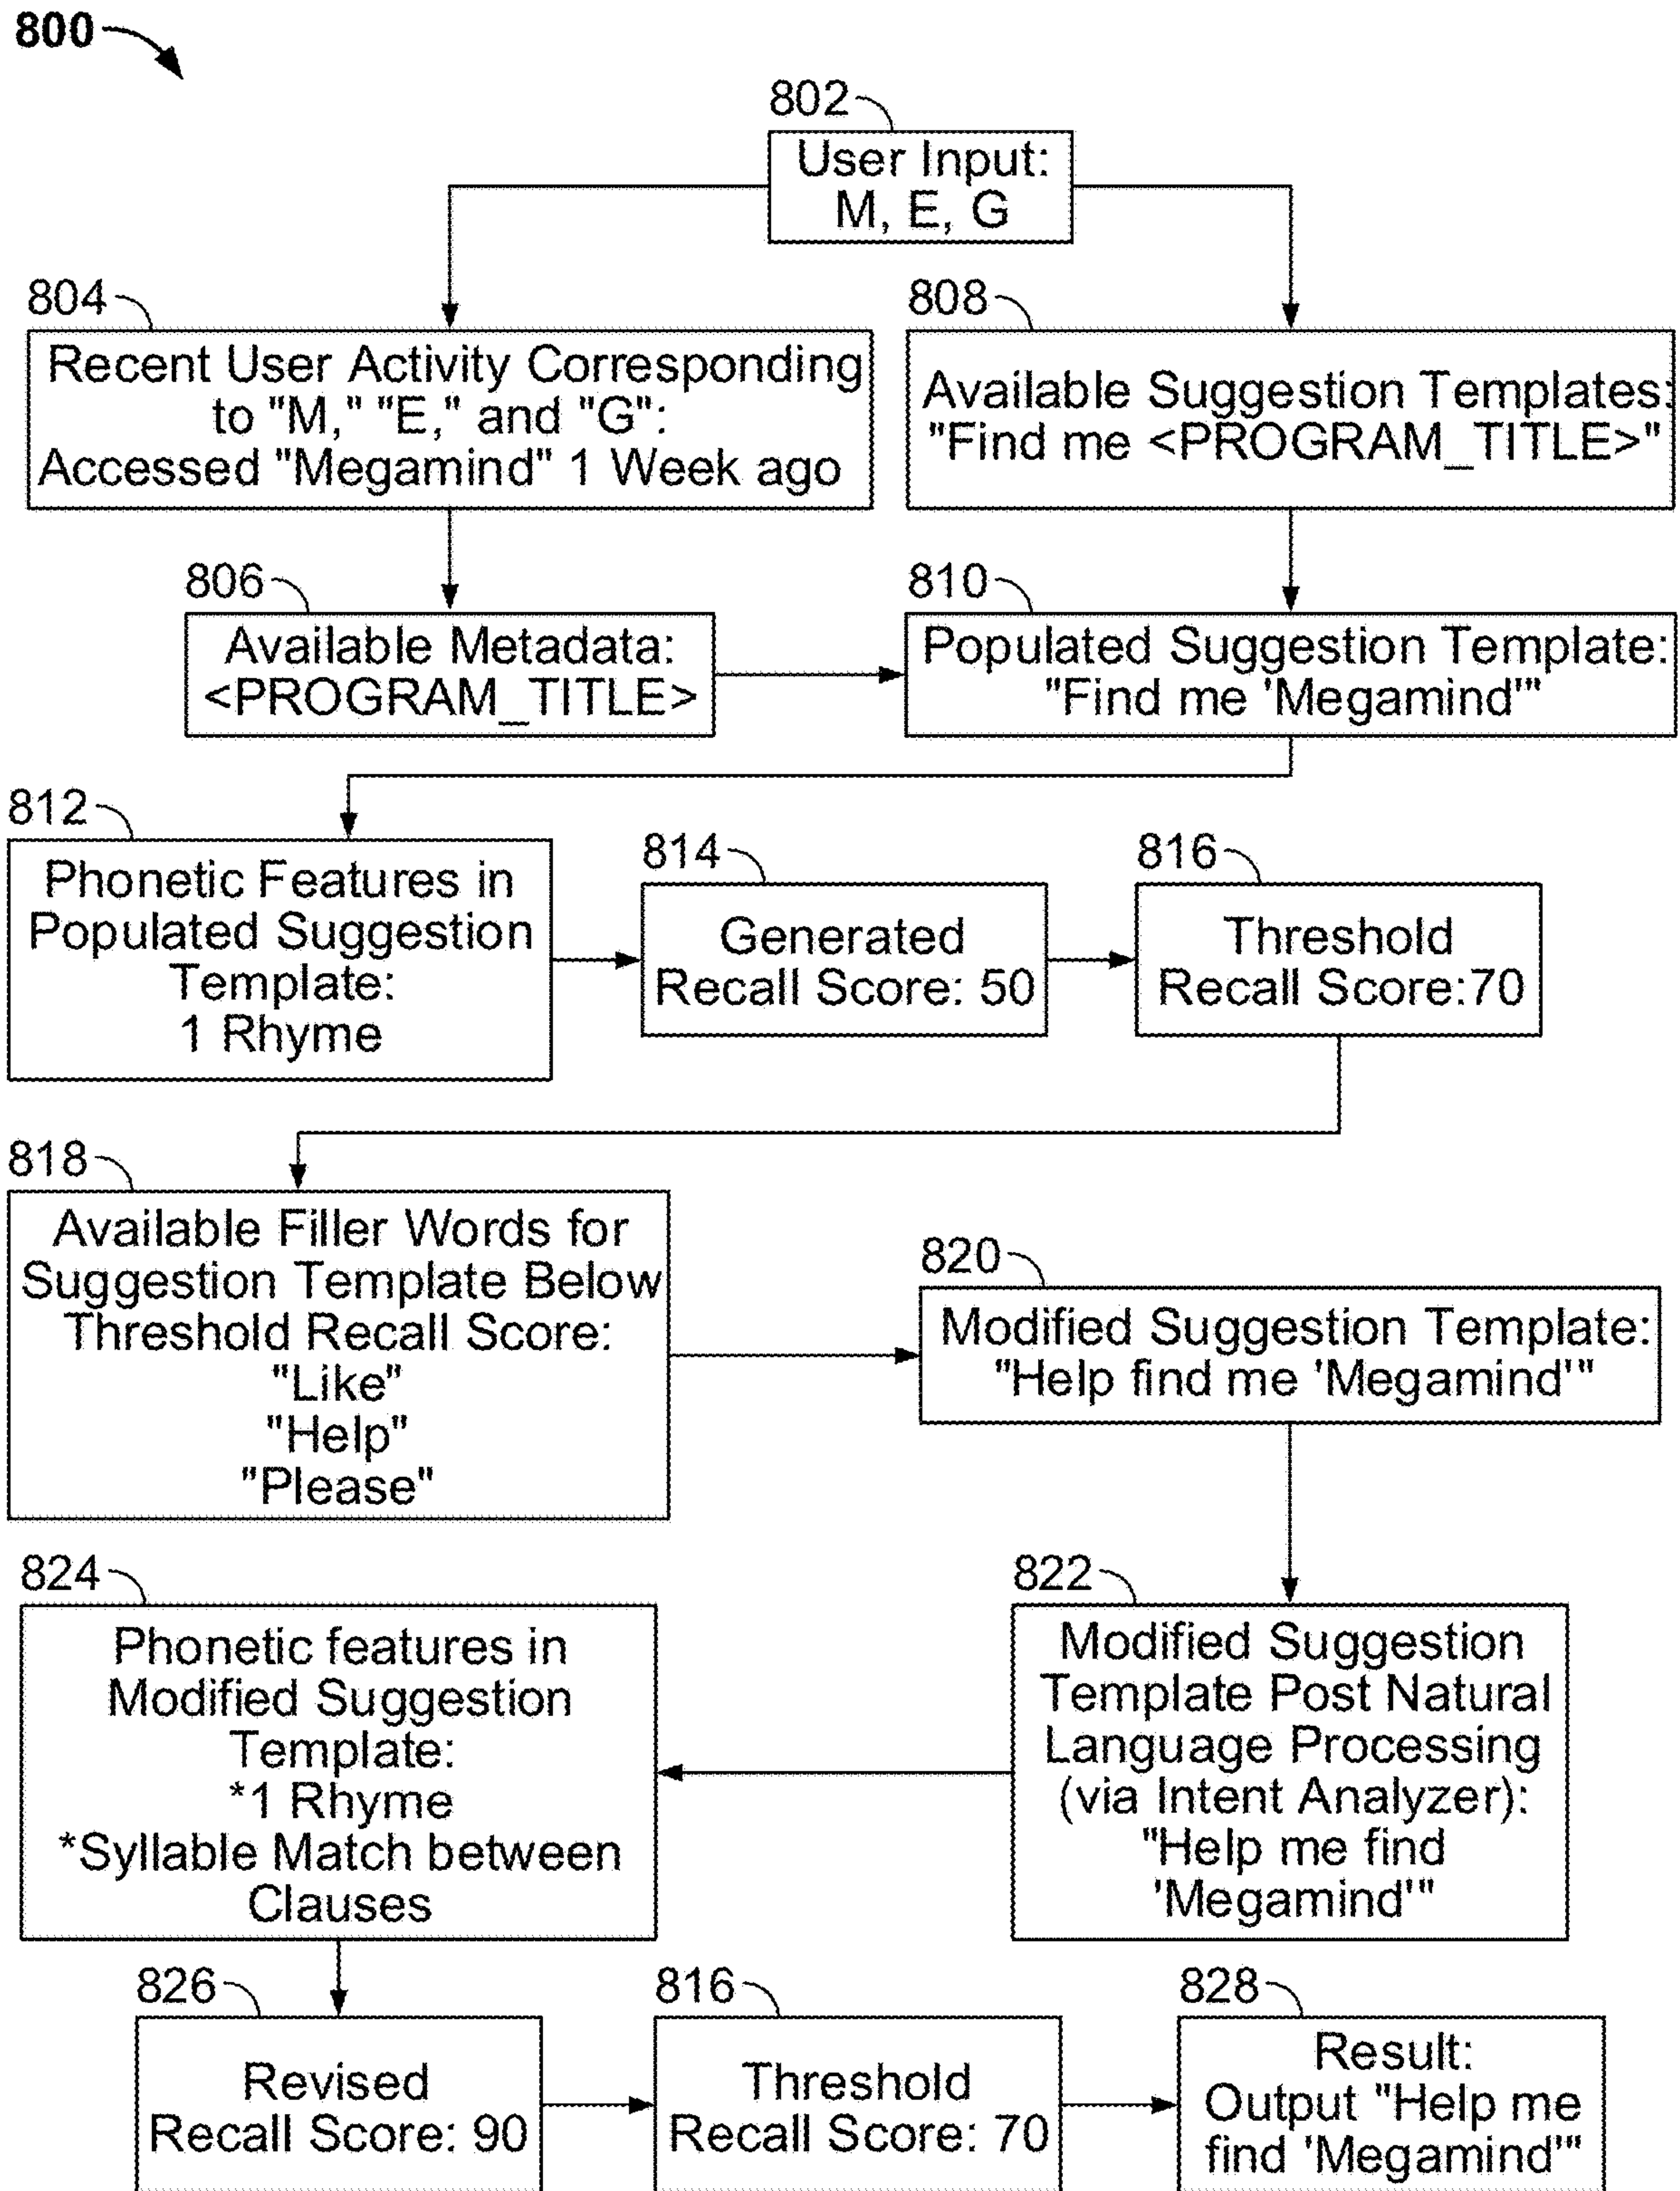 800
802
User Input:
M, E, G
804
Recent User Activity Corresponding
to "M," "E," and "G":
Accessed "Megamind" 1 Week ago
808
Available Suggestion Templates:
"Find me <PROGRAM_TITLE>"
806
Available Metadata:
<PROGRAM_TITLE>
810
Populated Suggestion Template:
"Find me 'Megamind'"
812
Phonetic Features in
Populated Suggestion
Template:
1 Rhyme
814
Generated
Recall Score: 50
816
Threshold
Recall Score:70
818
Available Filler Words for
Suggestion Template Below
Threshold Recall Score:
"Like"
"Help"
"Please"
820
Modified Suggestion Template:
"Help find me 'Megamind'"
822
Modified Suggestion
Template Post Natural
Language Processing
(via Intent Analyzer):
"Help me find
'Megamind'"
824
Phonetic features in
Modified Suggestion
Template:
*1 Rhyme
*Syllable Match between
Clauses
826
Revised
Recall Score: 90
816
Threshold
Recall Score: 70
828
Result:
Output "Help me
find 'Megamind'"